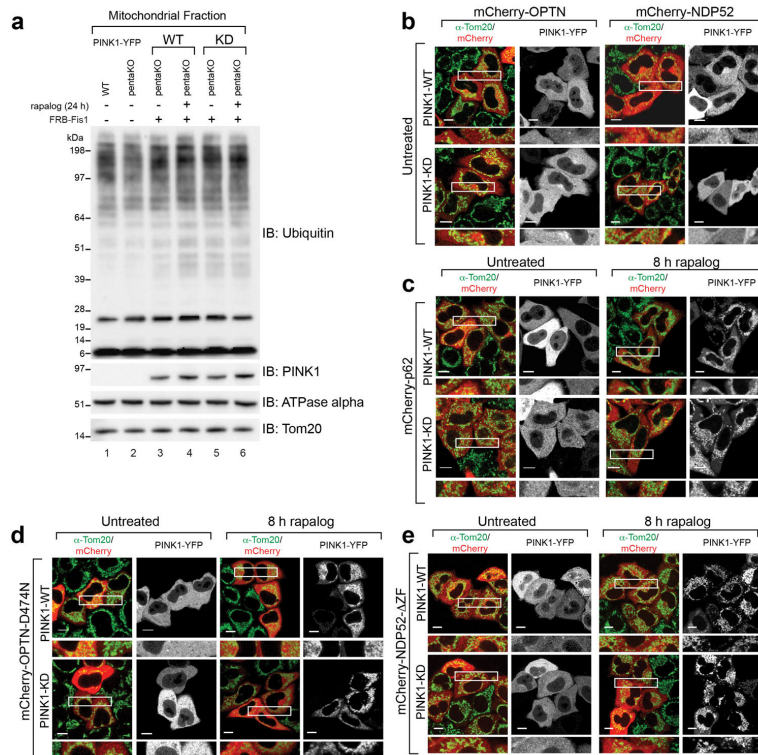 a
Mitochondrial Fraction
PINK1-YFP
WT
KD
WT
pentaKO
pentaKO
pentaKO
pentaKO
pentaKO
rapalog (24 h) - - - + - +
FRB-Fis1 - - + + + +
kDa
198
97
64
51
39
28
19
14
6
IB: Ubiquitin
97
IB: PINK1
51
IB: ATPase alpha
14
IB: Tom20
1 2 3 4 5 6
b
mCherry-OPTN
mCherry-NDP52
α-Tom20/
mCherry
PINK1-YFP
α-Tom20/
mCherry
PINK1-YFP
Untreated
PINK1-WT
PINK1-KD
c
Untreated
8 h rapalog
α-Tom20/
mCherry
PINK1-YFP
α-Tom20/
mCherry
PINK1-YFP
mCherry-p62
PINK1-WT
PINK1-KD
d
Untreated
8 h rapalog
α-Tom20/
mCherry
PINK1-YFP
α-Tom20/
mCherry
PINK1-YFP
mCherry-OPTN-D474N
PINK1-WT
PINK1-KD
e
Untreated
8 h rapalog
α-Tom20/
mCherry
PINK1-YFP
α-Tom20/
mCherry
PINK1-YFP
mCherry-NDP52-ΔZF
PINK1-WT
PINK1-KD